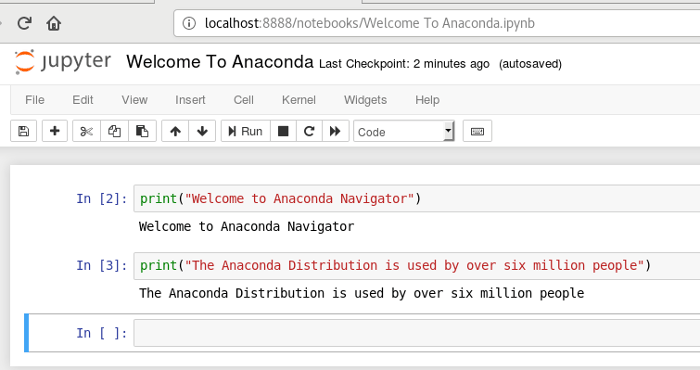 localhost:8888/notebooks/Welcome To Anaconda.ipynb
jupyter Welcome To Anaconda Last Checkpoint: 2 minutes ago (autosaved)
File Edit View Insert Cell Kernel Widgets Help
Run Code
In [2]: print("Welcome to Anaconda Navigator")
Welcome to Anaconda Navigator
In [3]: print("The Anaconda Distribution is used by over six million people")
The Anaconda Distribution is used by over six million people
In [ ]: